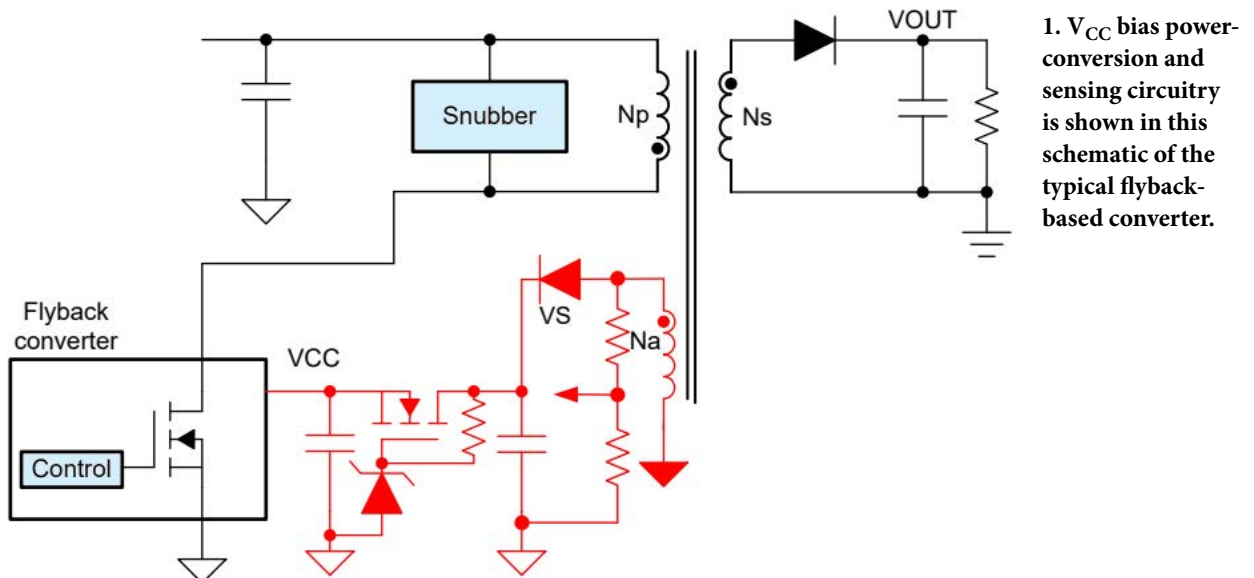 VOUT
Snubber
Np
Ns
Flyback
converter
VCC
VS
Na
Control
1. VCC bias power-
conversion and
sensing circuitry
is shown in this
schematic of the
typical flyback-
based converter.